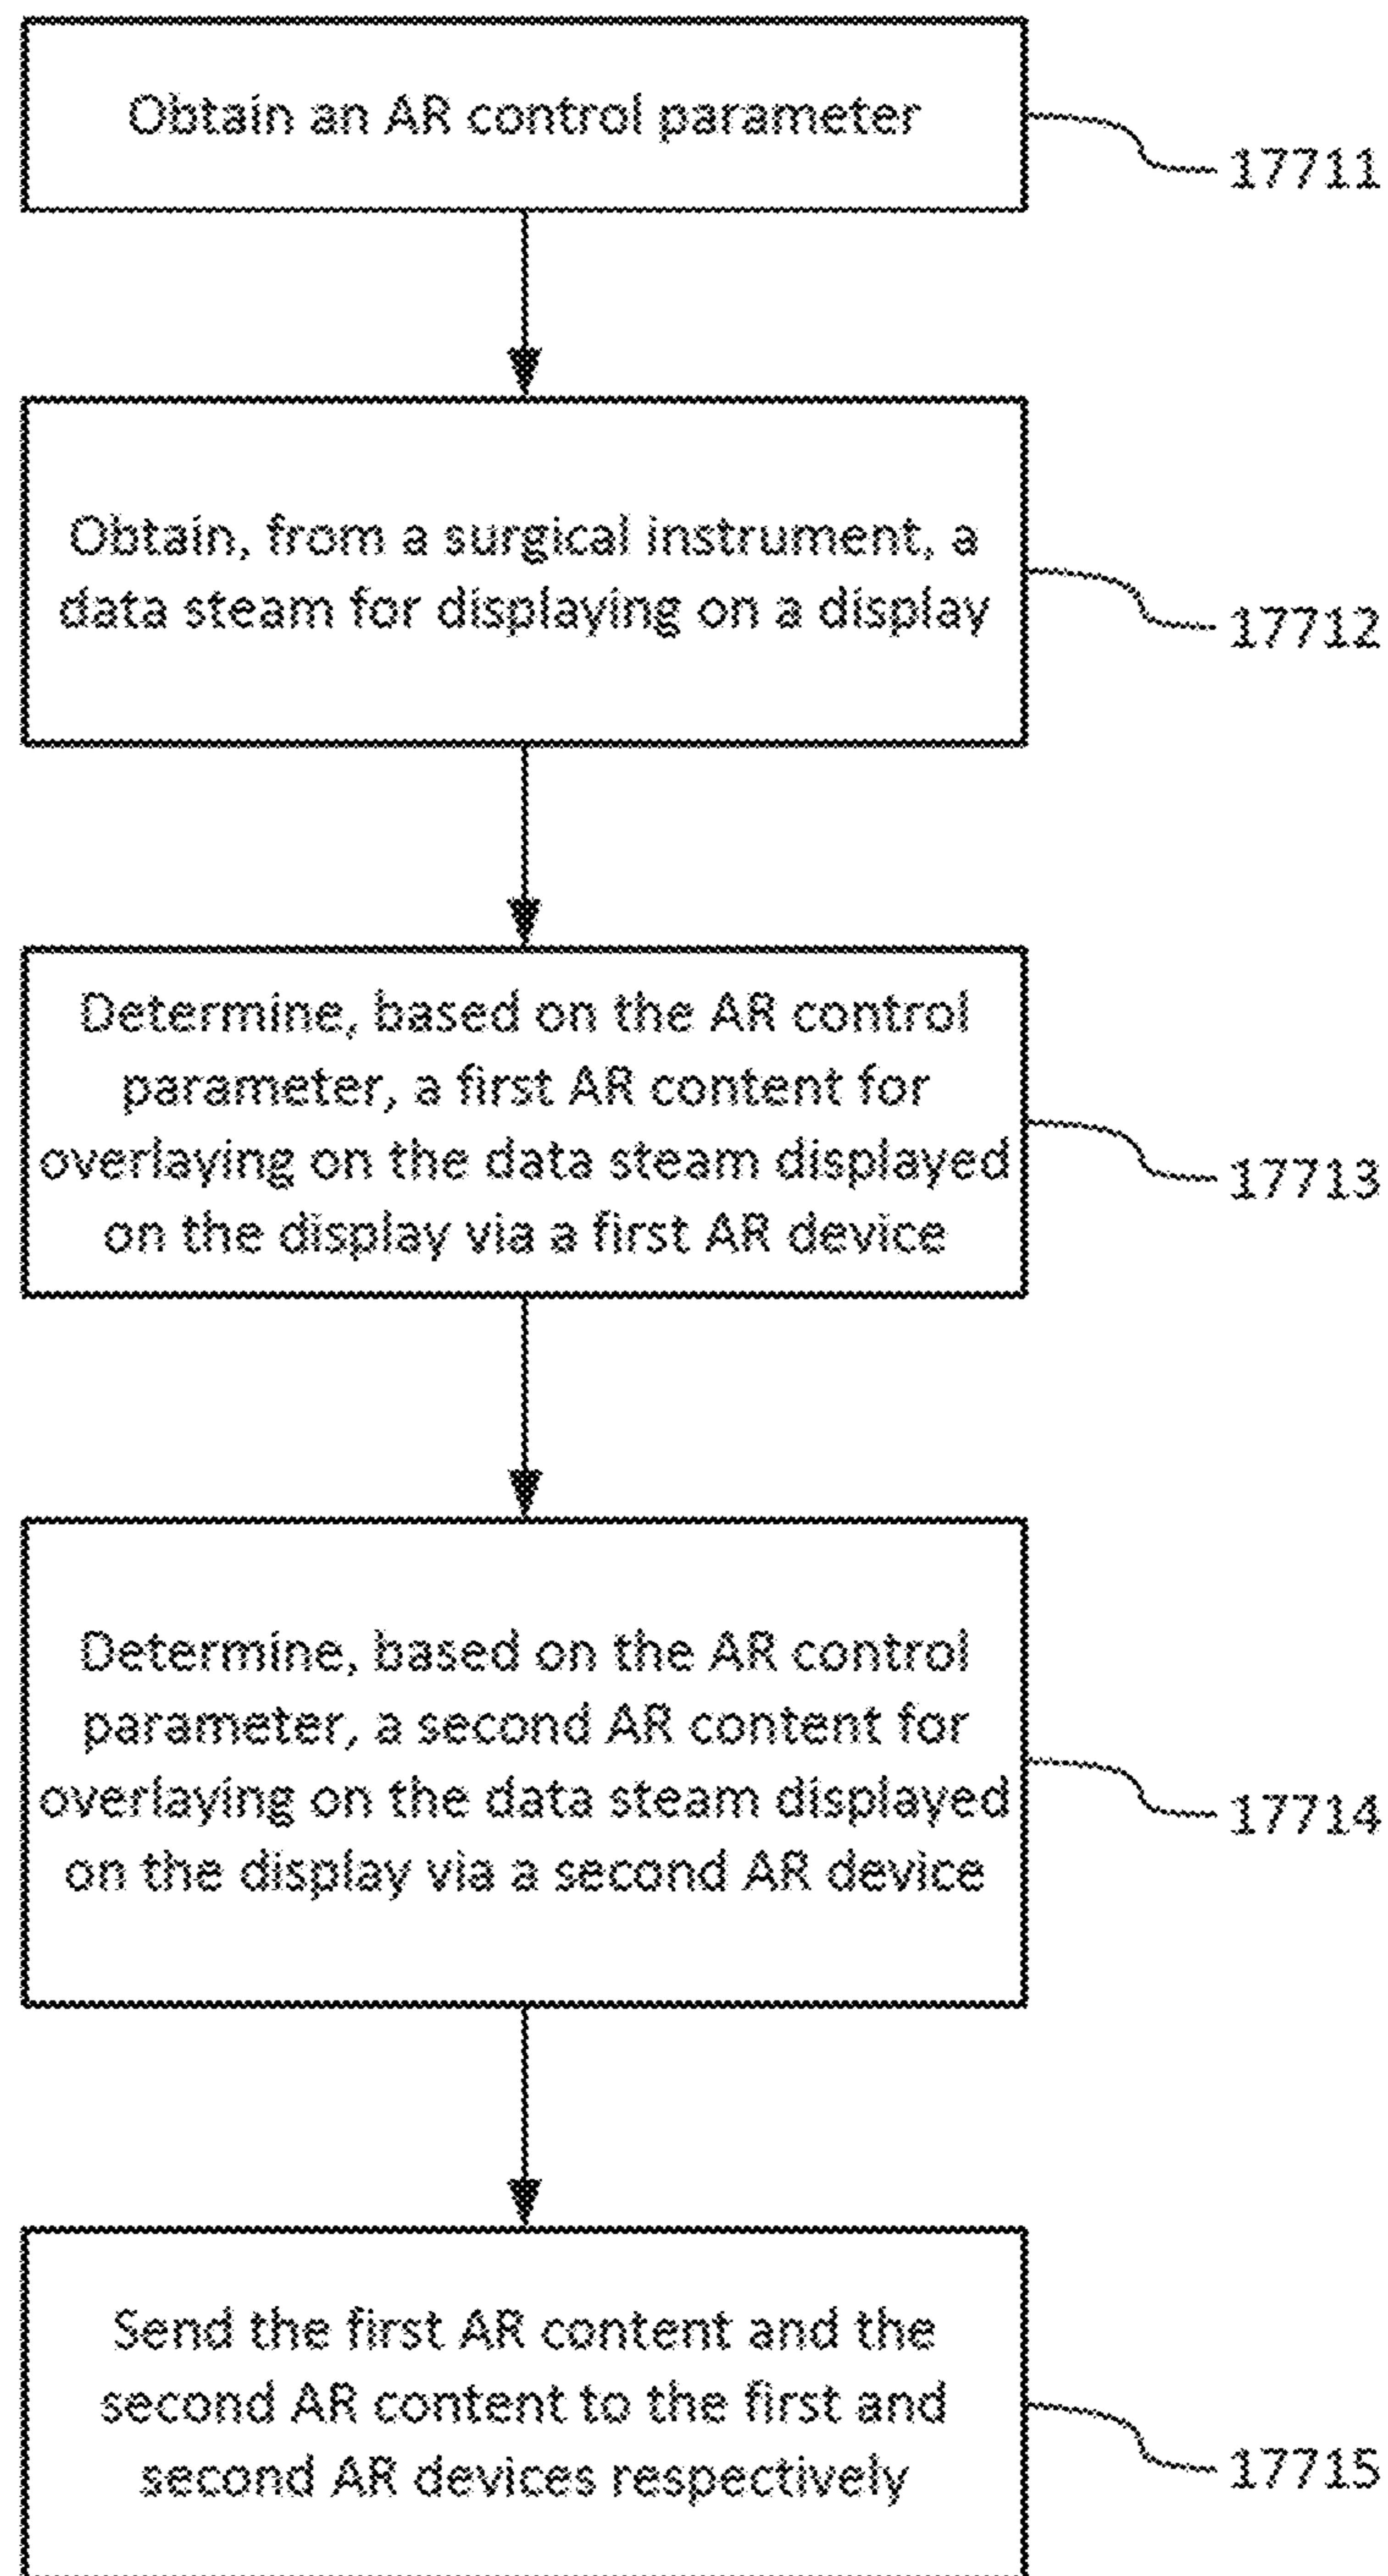 Obtain an AR control parameter
17711
Obtain, from a surgical instrument, a
data steam for displaying on a display
17712
Determine, based on the AR control
parameter, a first AR content for
overlaying on the data steam displayed
on the display via a first AR device
17713
Determine, based on the AR control
parameter, a second AR content for
overlaying on the data steam displayed
on the display via a second AR device
17714
Send the first AR content and the
second AR content to the first and
second AR devices respectively
17715